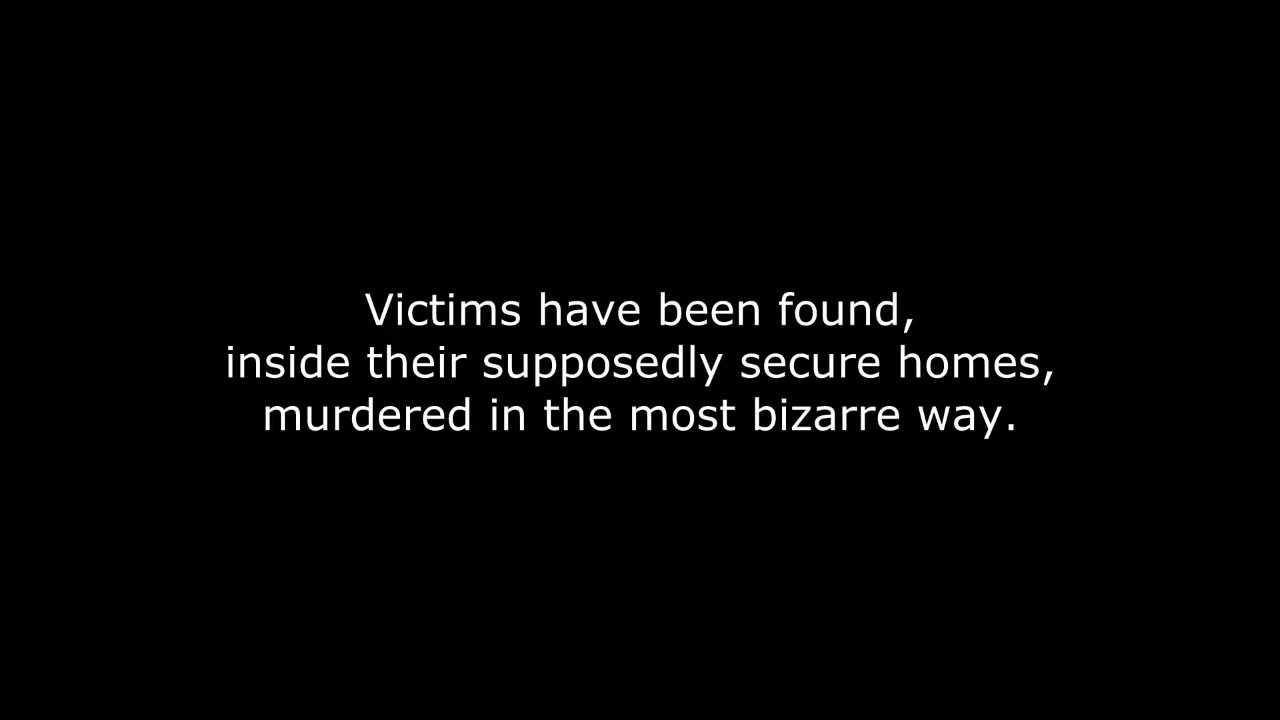 Victims have been found,
inside their supposedly secure homes,
murdered in the most bizarre way.